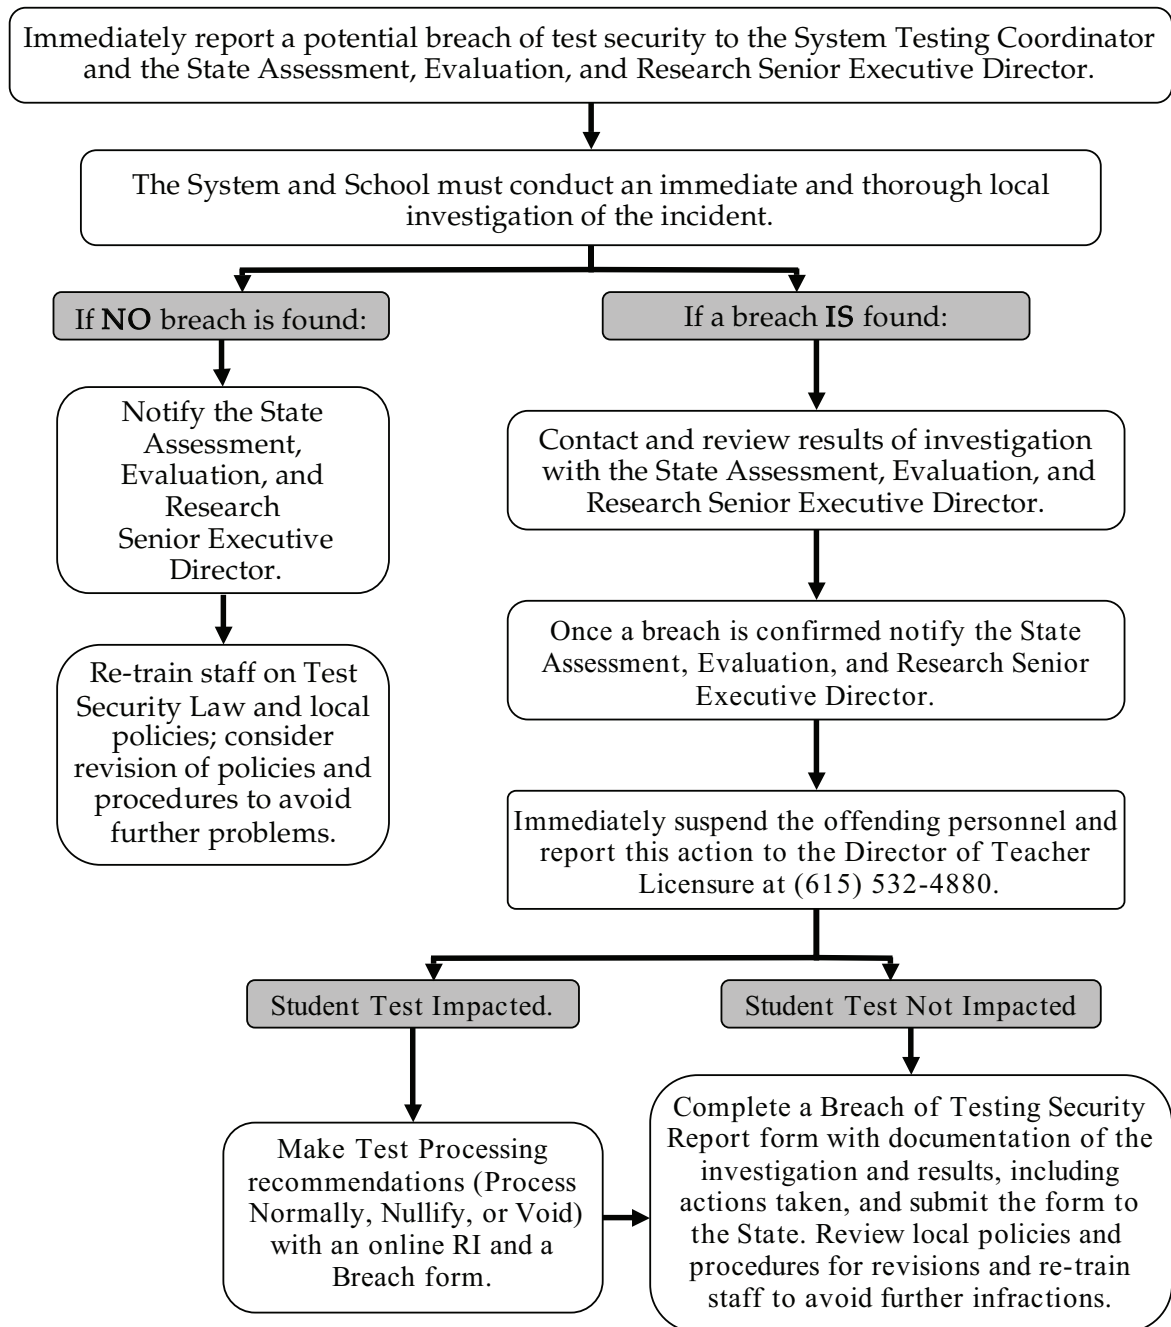 Immediately report a potential breach of test security to the System Testing Coordinator
and the State Assessment, Evaluation, and Research Senior Executive Director.
The System and School must conduct an immediate and thorough local
investigation of the incident.
If NO breach is found:
If a breach IS found:
Notify the State
Assessment,
Evaluation, and
Research
Senior Executive
Director.
Re-train staff on Test
Security Law and local
policies; consider
revision of policies and
procedures to avoid
further problems.
Contact and review results of investigation
with the State Assessment, Evaluation, and
Research Senior Executive Director.
Once a breach is confirmed notify the State
Assessment, Evaluation, and Research Senior
Executive Director.
Immediately suspend the offending personnel and
report this action to the Director of Teacher
Licensure at (615) 532-4880.
Student Test Impacted.
Student Test Not Impacted
Make Test Processing
recommendations (Process
Normally, Nullify, or Void)
with an online RI and a
Breach form.
Complete a Breach of Testing Security
Report form with documentation of the
investigation and results, including
actions taken, and submit the form to
the State. Review local policies and
procedures for revisions and re-train
staff to avoid further infractions.